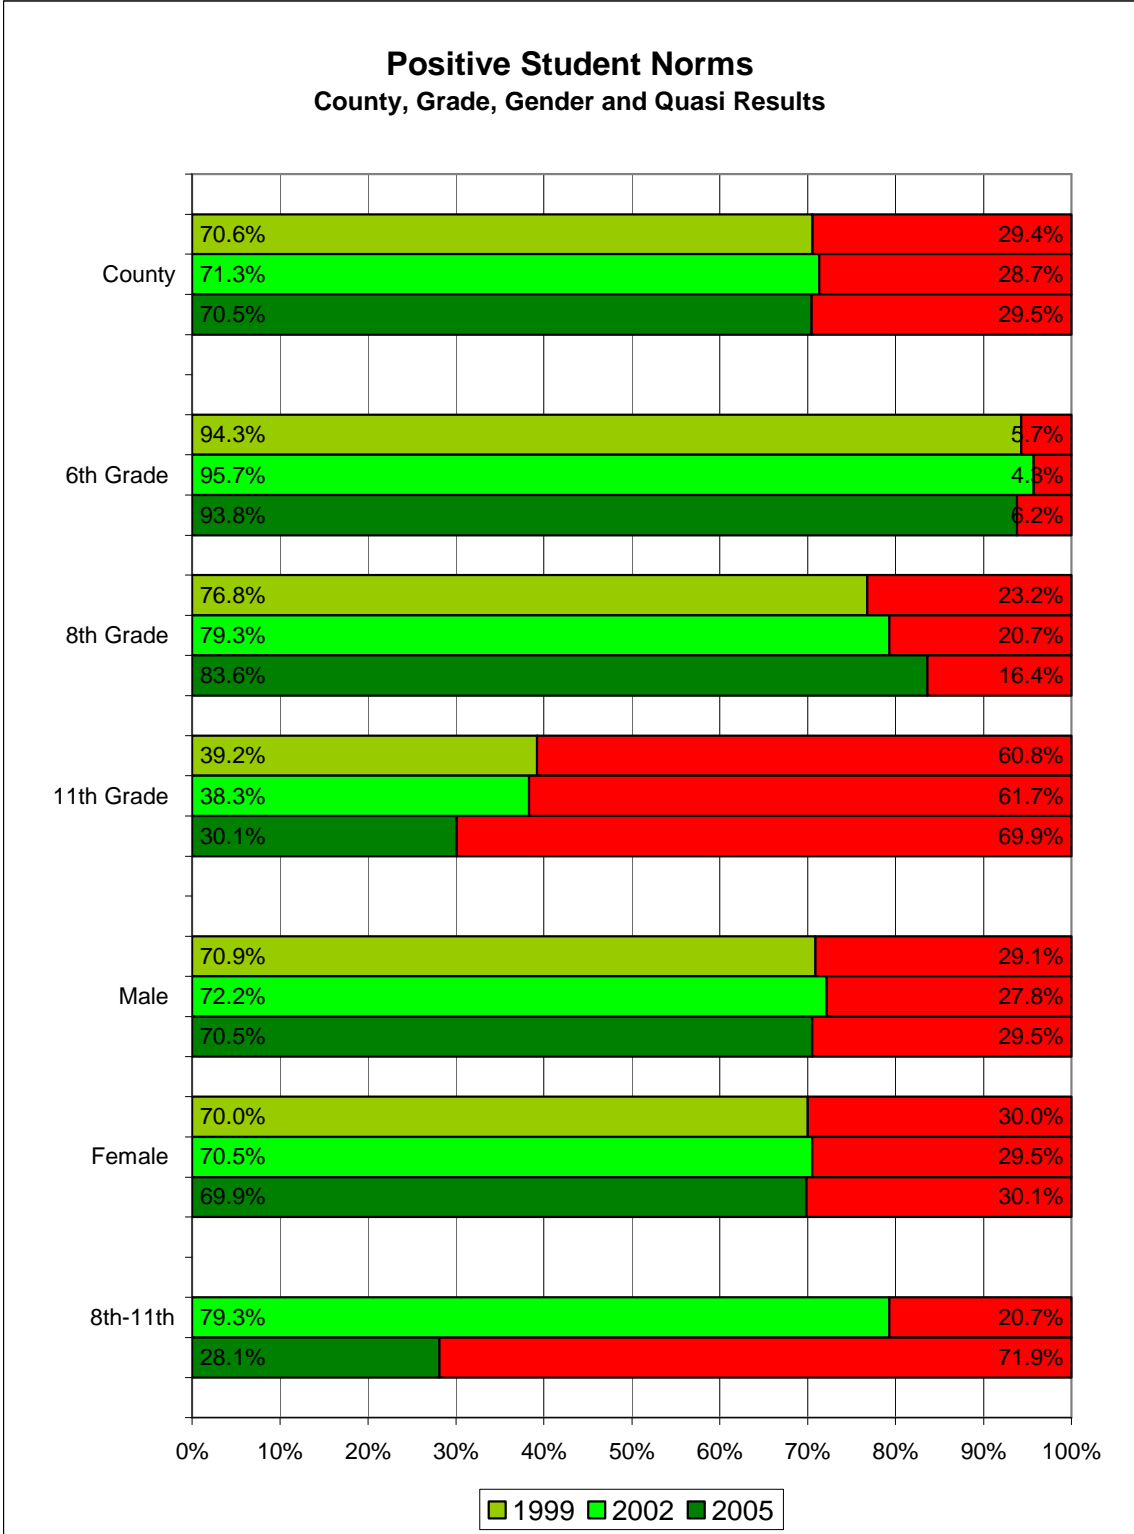 Positive Student Norms
County, Grade, Gender and Quasi Results
70.6% 29.4%
County 71.3% 28.7%
70.5% 29.5%
94.3% 5.7%
6th Grade 95.7% 4.3%
93.8% 6.2%
76.8% 23.2%
8th Grade 79.3% 20.7%
83.6% 16.4%
39.2% 60.8%
11th Grade 38.3% 61.7%
30.1% 69.9%
70.9% 29.1%
Male 72.2% 27.8%
70.5% 29.5%
70.0% 30.0%
Female 70.5% 29.5%
69.9% 30.1%
8th-11th 79.3% 20.7%
28.1% 71.9%
0% 10% 20% 30% 40% 50% 60% 70% 80% 90% 100%
1999 2002 2005